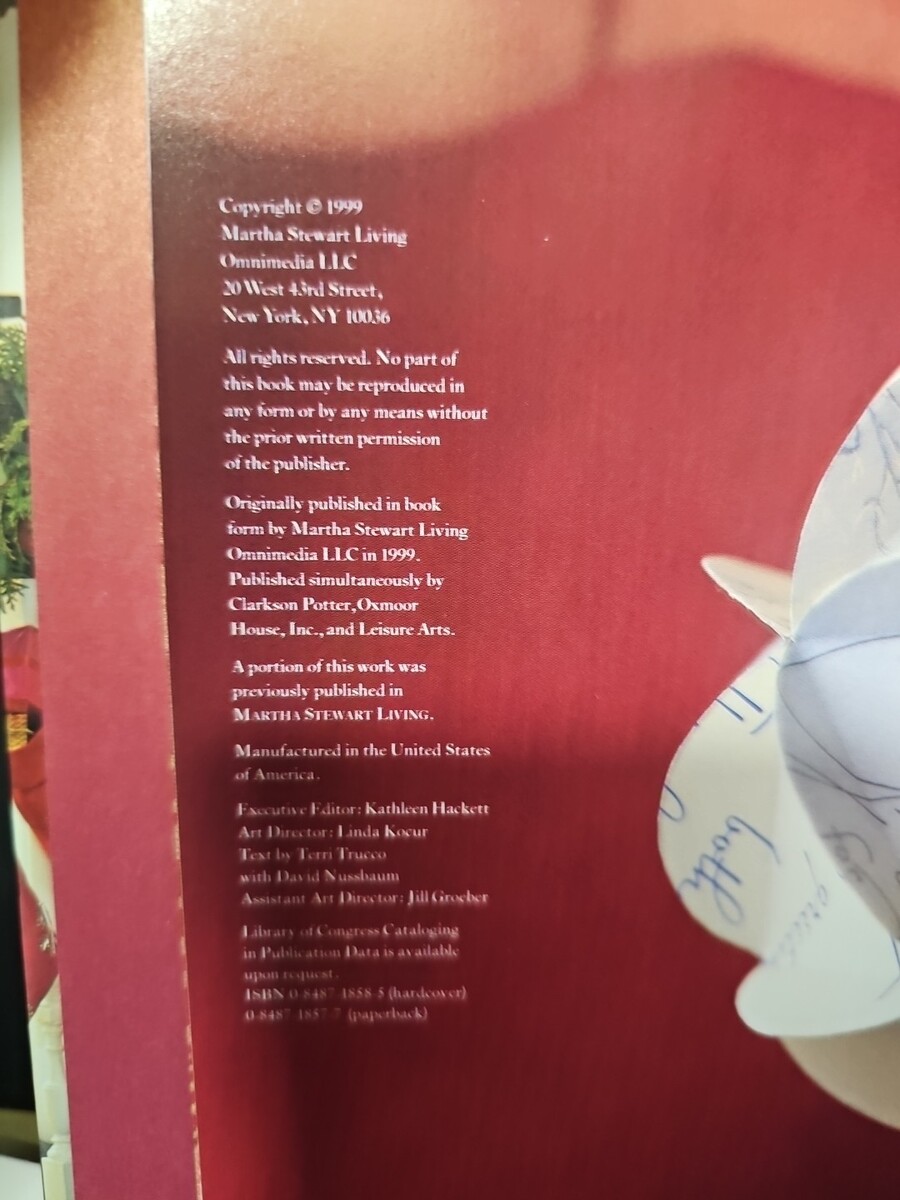 Copyright © 1999
Martha Stewart Living
Omnimedia LLC
20 West 43rd Street,
New York, NY 10036
All rights reserved. No part of
this book may be reproduced in
any form or by any means without
the prior written permission
of the publisher.
Originally published in book
form by Martha Stewart Living
Omnimedia LLC in 1999.
Published simultaneously by
Clarkson Potter, Oxmoor
House, Inc., and Leisure Arts.
A portion of this work was
previously published in
MARTHA STEWART LIVING.
Manufactured in the United States
of America.
Executive Editor: Kathleen Hackett
Art Director: Linda Kocur
Text by Terri Trucco
with David Nussbaum
Assistant Art Director: Jill Groeber
Library of Congress Cataloging
in Publication Data is available
upon request.
ISBN 0-8487-1858-5 (hardcover)
0-8487-1857-7 (paperback)
both